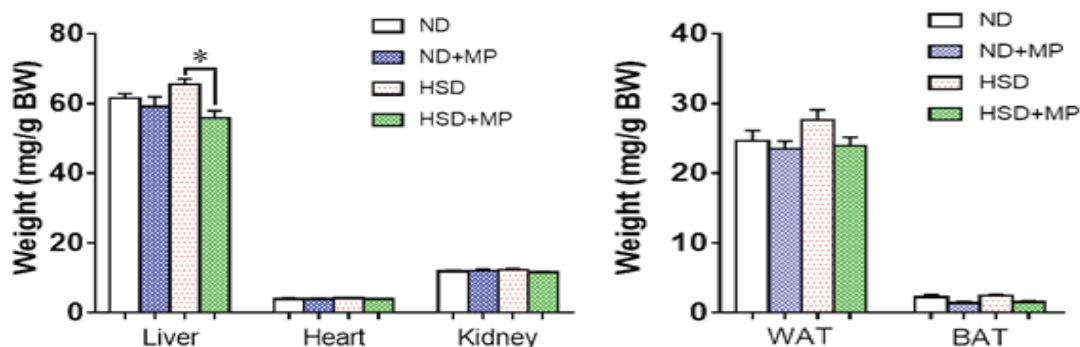 Weight (mg/g BW)
80
60
40
20
0
*
ND
ND+MP
HSD
HSD+MP
Liver Heart Kidney
Weight (mg/g BW)
40
30
20
10
0
ND
ND+MP
HSD
HSD+MP
WAT BAT